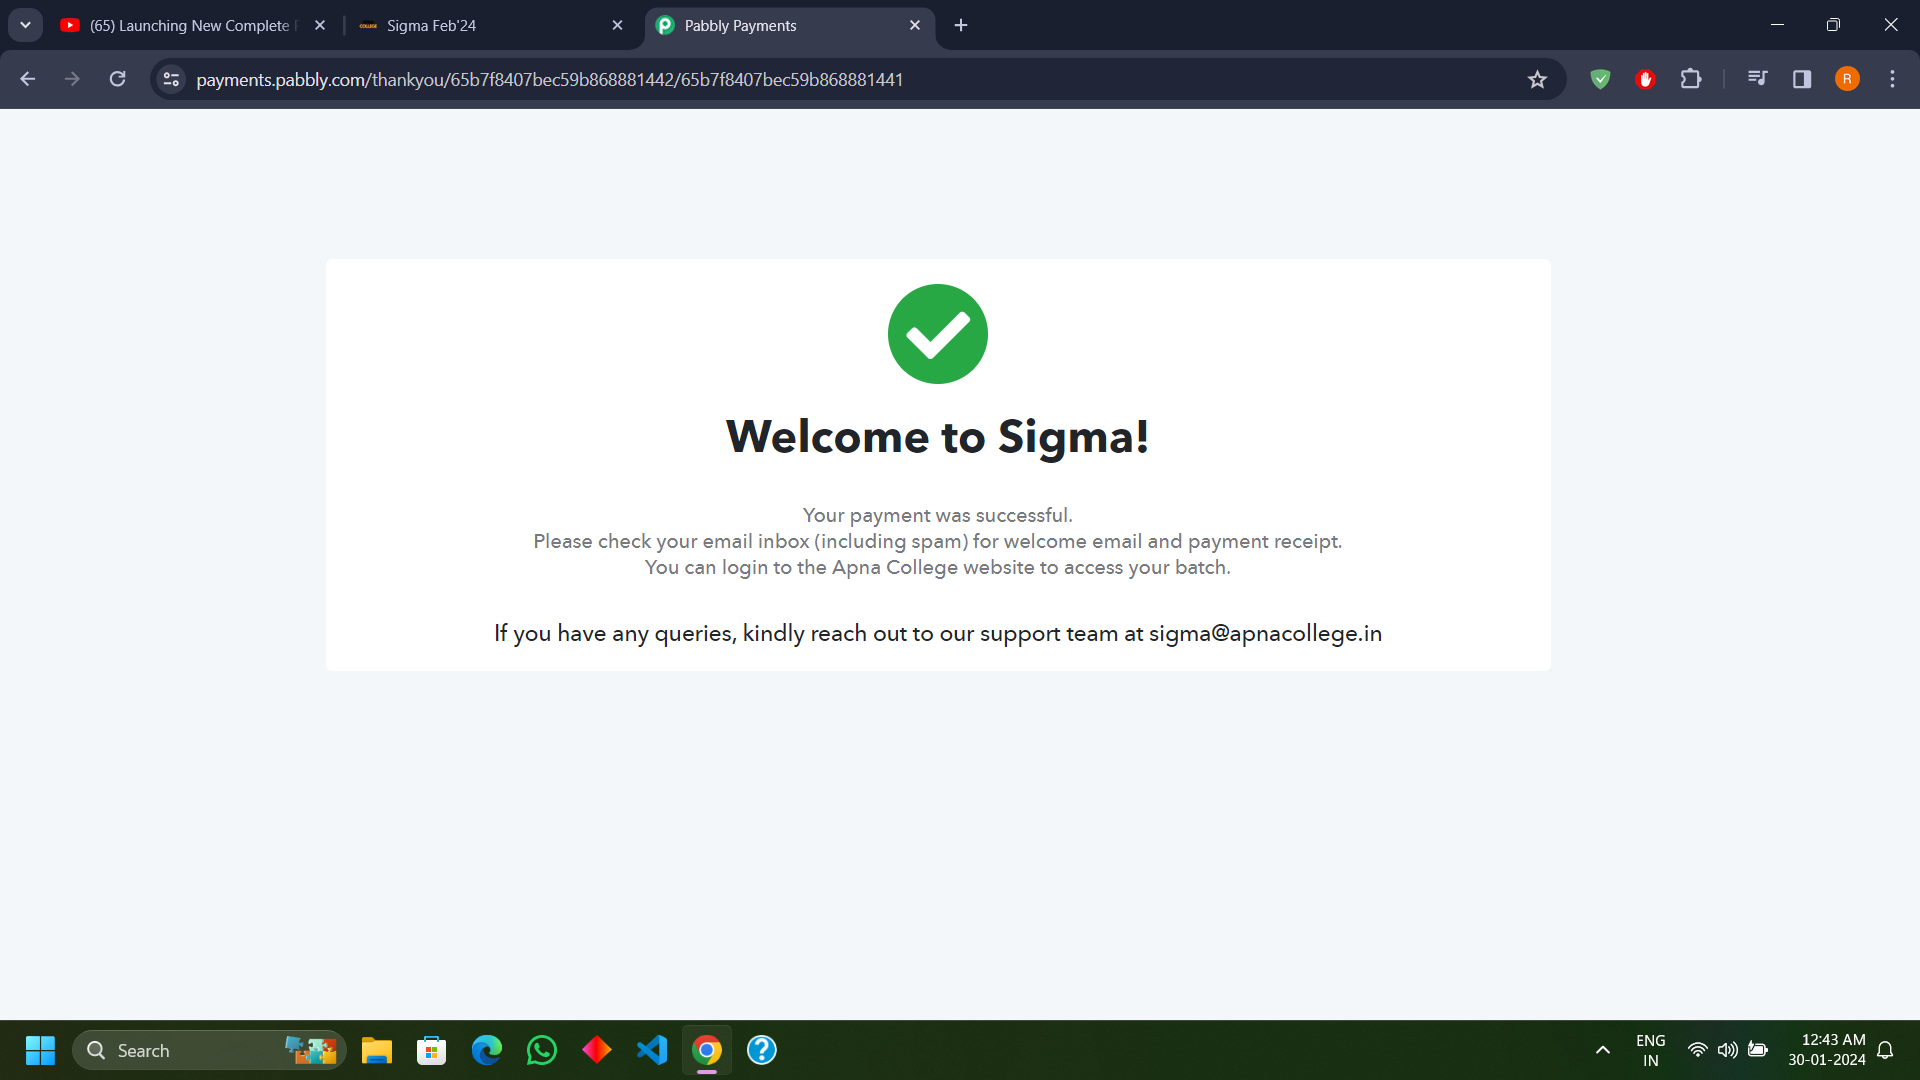 (65) Launching New Complete
Sigma Feb'24
Pabbly Payments
payments.pabbly.com/thankyou/65b7f8407bec59b868881442/65b7f8407bec59b868881441
R
Welcome to Sigma!
Your payment was successful.
Please check your email inbox (including spam) for welcome email and payment receipt.
You can login to the Apna College website to access your batch.
If you have any queries, kindly reach out to our support team at sigma@apnacollege.in
Search
ENG
IN
12:43 AM
30-01-2024